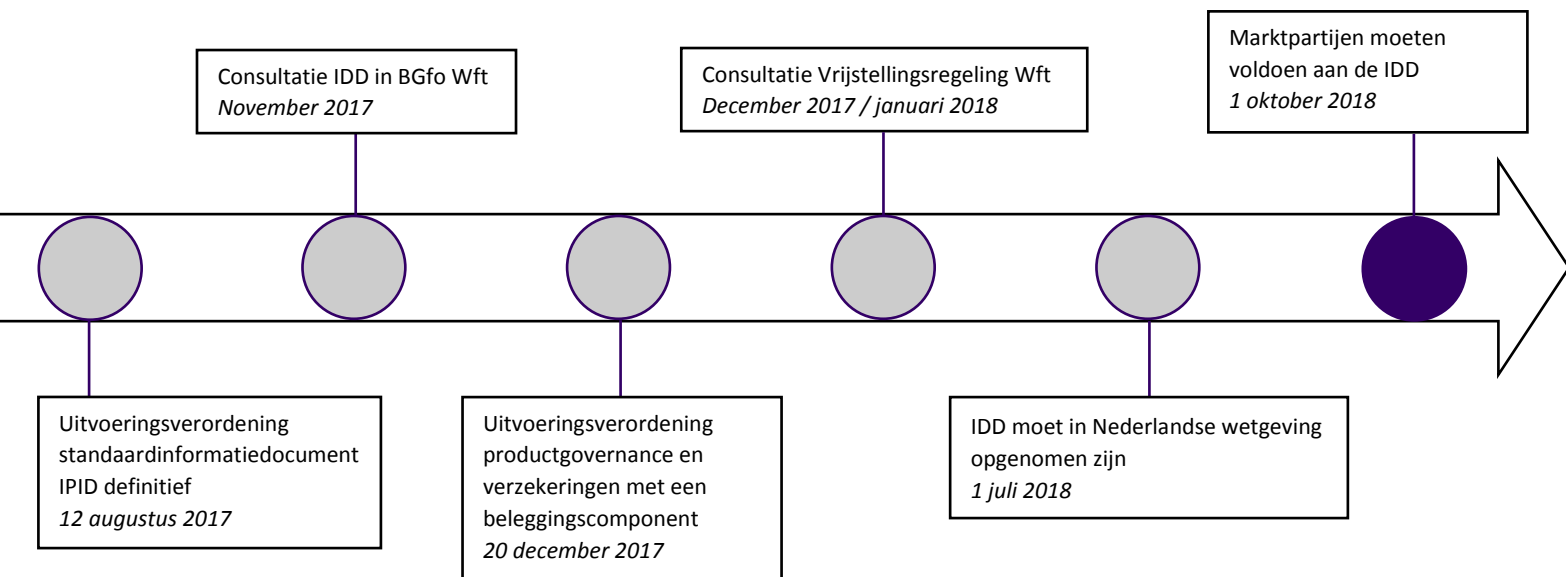 Consultatie IDD in BGfo Wft
November 2017
Consultatie Vrijstellingsregeling Wft
December 2017 / januari 2018
Marktpartijen moeten
voldoen aan de IDD
1 oktober 2018
Uitvoeringsverordening
standaardinformatiedocument
IPID definitief
12 augustus 2017
Uitvoeringsverordening
productgovernance en
verzekeringen met een
beleggingscomponent
20 december 2017
IDD moet in Nederlandse wetgeving
opgenomen zijn
1 juli 2018